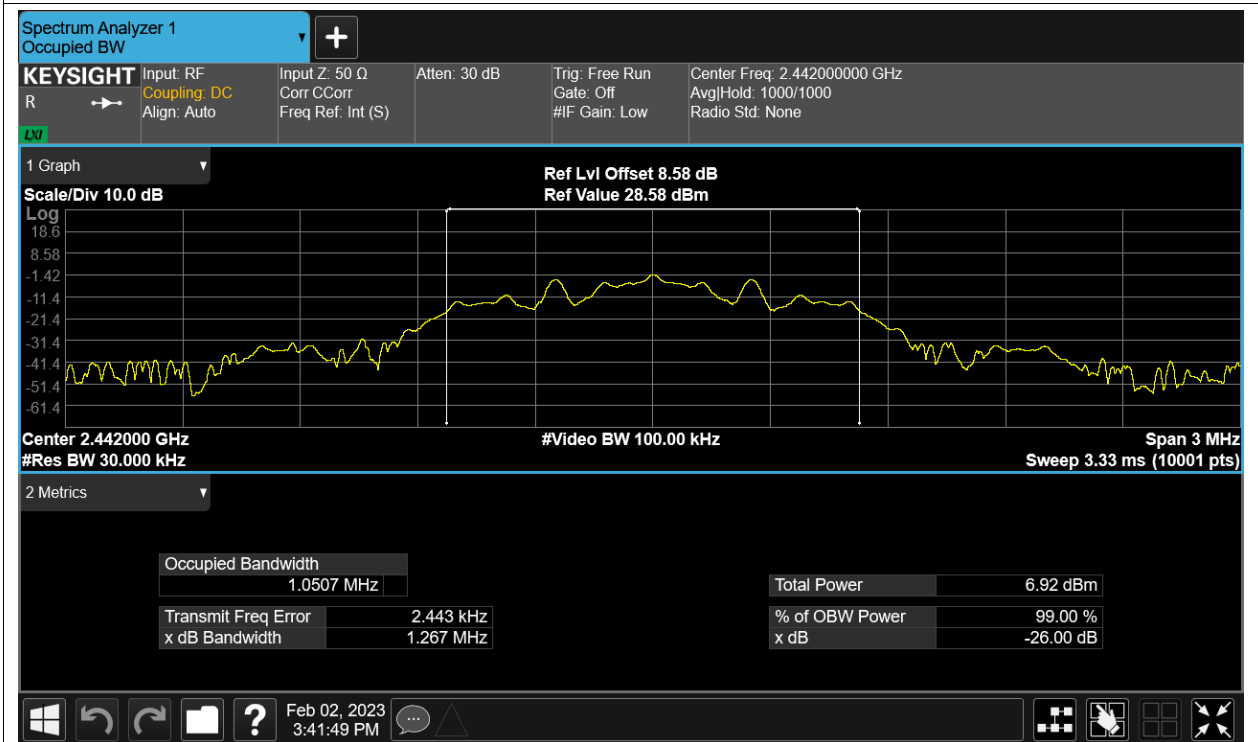 Spectrum Analyzer 1
Occupied BW
KEYSIGHT Input: RF Input Z: 50 Ω Atten: 30 dB Trig: Free Run Center Freq: 2.442000000 GHz
R Coupling: DC Corr CCorr Gate: Off Avg|Hold: 1000/1000
Align: Auto Freq Ref: Int (S) #IF Gain: Low Radio Std: None
LXI
1 Graph
Ref Lvl Offset 8.58 dB
Scale/Div 10.0 dB Ref Value 28.58 dBm
Log
18.6
8.58
-1.42
-11.4
-21.4
-31.4
-41.4
-51.4
-61.4
Center 2.442000 GHz #Video BW 100.00 kHz Span 3 MHz
#Res BW 30.000 kHz Sweep 3.33 ms (10001 pts)
2 Metrics
Occupied Bandwidth
1.0507 MHz Total Power 6.92 dBm
Transmit Freq Error 2.443 kHz % of OBW Power 99.00 %
x dB Bandwidth 1.267 MHz x dB -26.00 dB
? Feb 02, 2023
3:41:49 PM